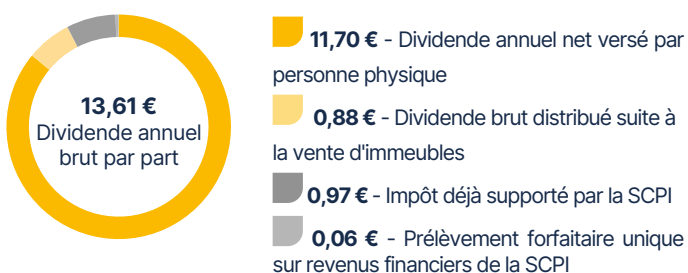 13,61 €
Dividende annuel
brut par part
11,70 € - Dividende annuel net versé par
personne physique
0,88 € - Dividende brut distribué suite à
la vente d'immeubles
0,97 € - Impôt déjà supporté par la SCPI
0,06 € - Prélèvement forfaitaire unique
sur revenus financiers de la SCPI